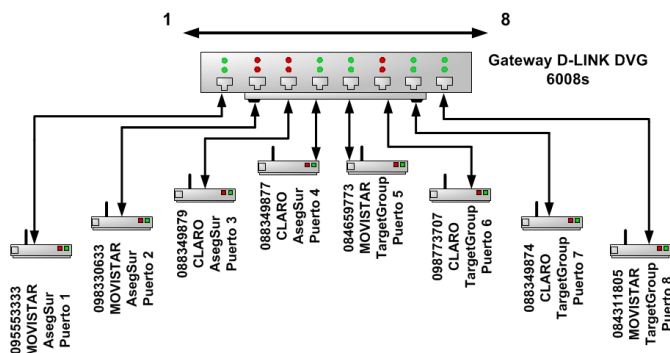 1
8
Gateway D-LINK DVG
6008s
095553333
MOVISTAR
AsegSur
Puerto 1
098330633
MOVISTAR
AsegSur
Puerto 2
088349879
CLARO
AsegSur
Puerto 3
088349877
CLARO
AsegSur
Puerto 4
084659773
MOVISTAR
TargetGroup
Puerto 5
098773707
CLARO
TargetGroup
Puerto 6
088349874
CLARO
TargetGroup
Puerto 7
084311805
MOVISTAR
TargetGroup
Puerto 8